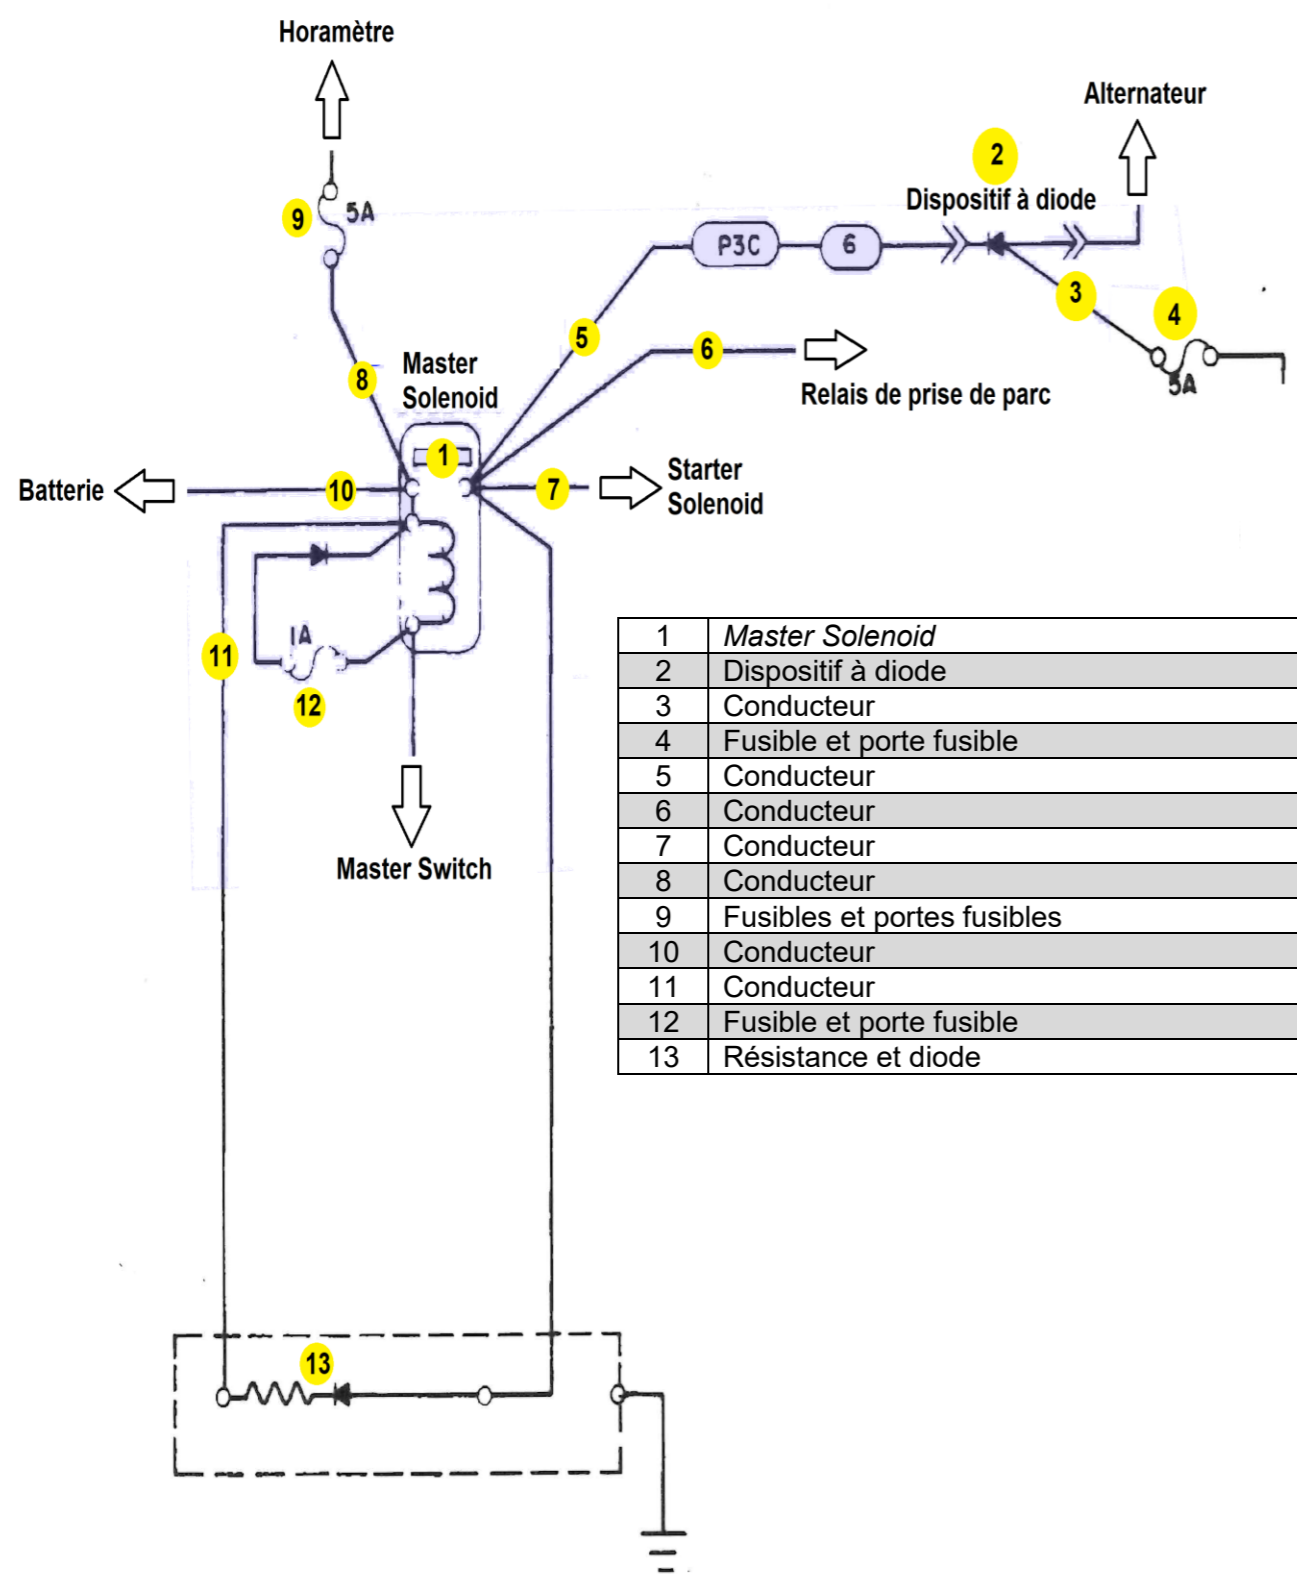 Horamètre
Alternateur
2
Dispositif à diode
9
5A
P3C
6
3
4
5
6
5A
8
Master
Solenoid
Relais de prise de parc
1
Batterie
10
7
Starter
Solenoid
1A
11
12
Master Switch
1 Master Solenoid
2 Dispositif à diode
3 Conducteur
4 Fusible et porte fusible
5 Conducteur
6 Conducteur
7 Conducteur
8 Conducteur
9 Fusibles et portes fusibles
10 Conducteur
11 Conducteur
12 Fusible et porte fusible
13 Résistance et diode
13